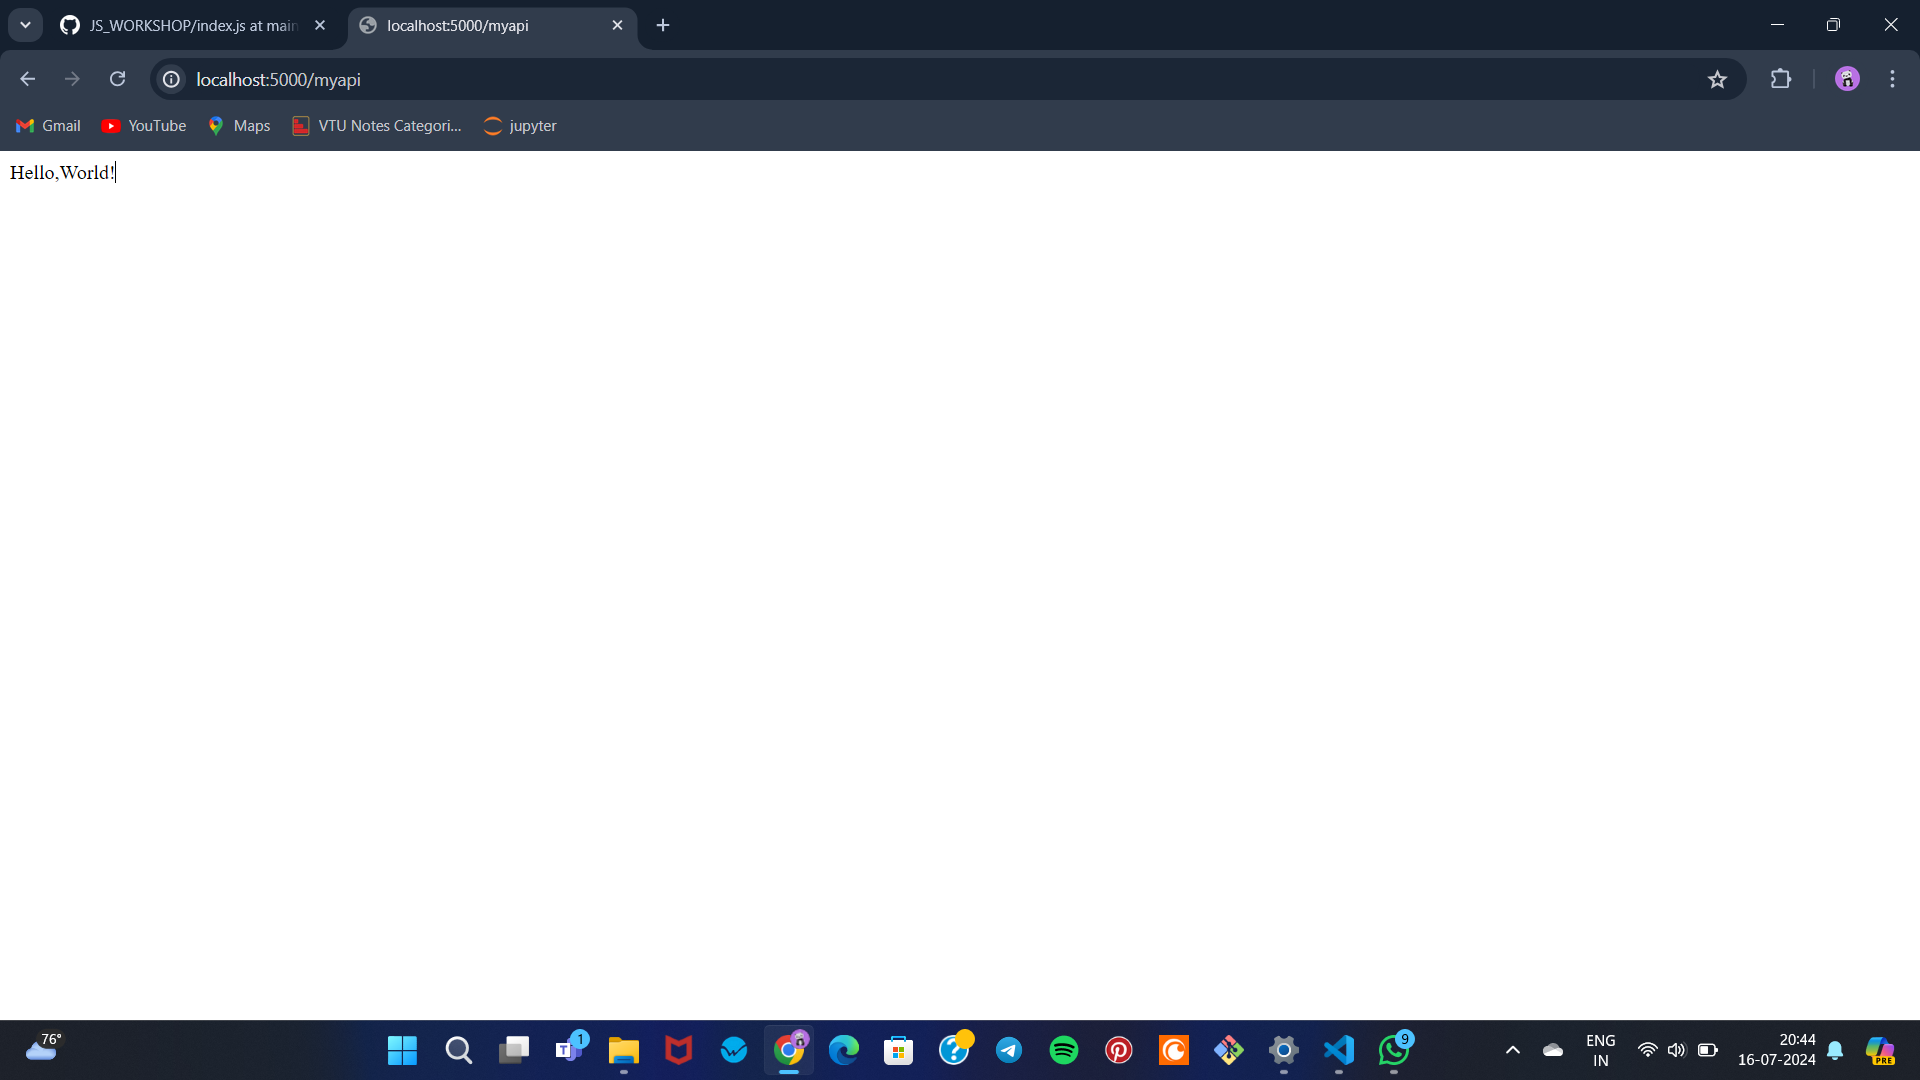 JS_WORKSHOP/index.js at main
localhost:5000/myapi
localhost:5000/myapi
Gmail
YouTube
Maps
VTU Notes Categori...
jupyter
Hello,World!
76°
1
T
9
ENG
IN
20:44
16-07-2024
PRE